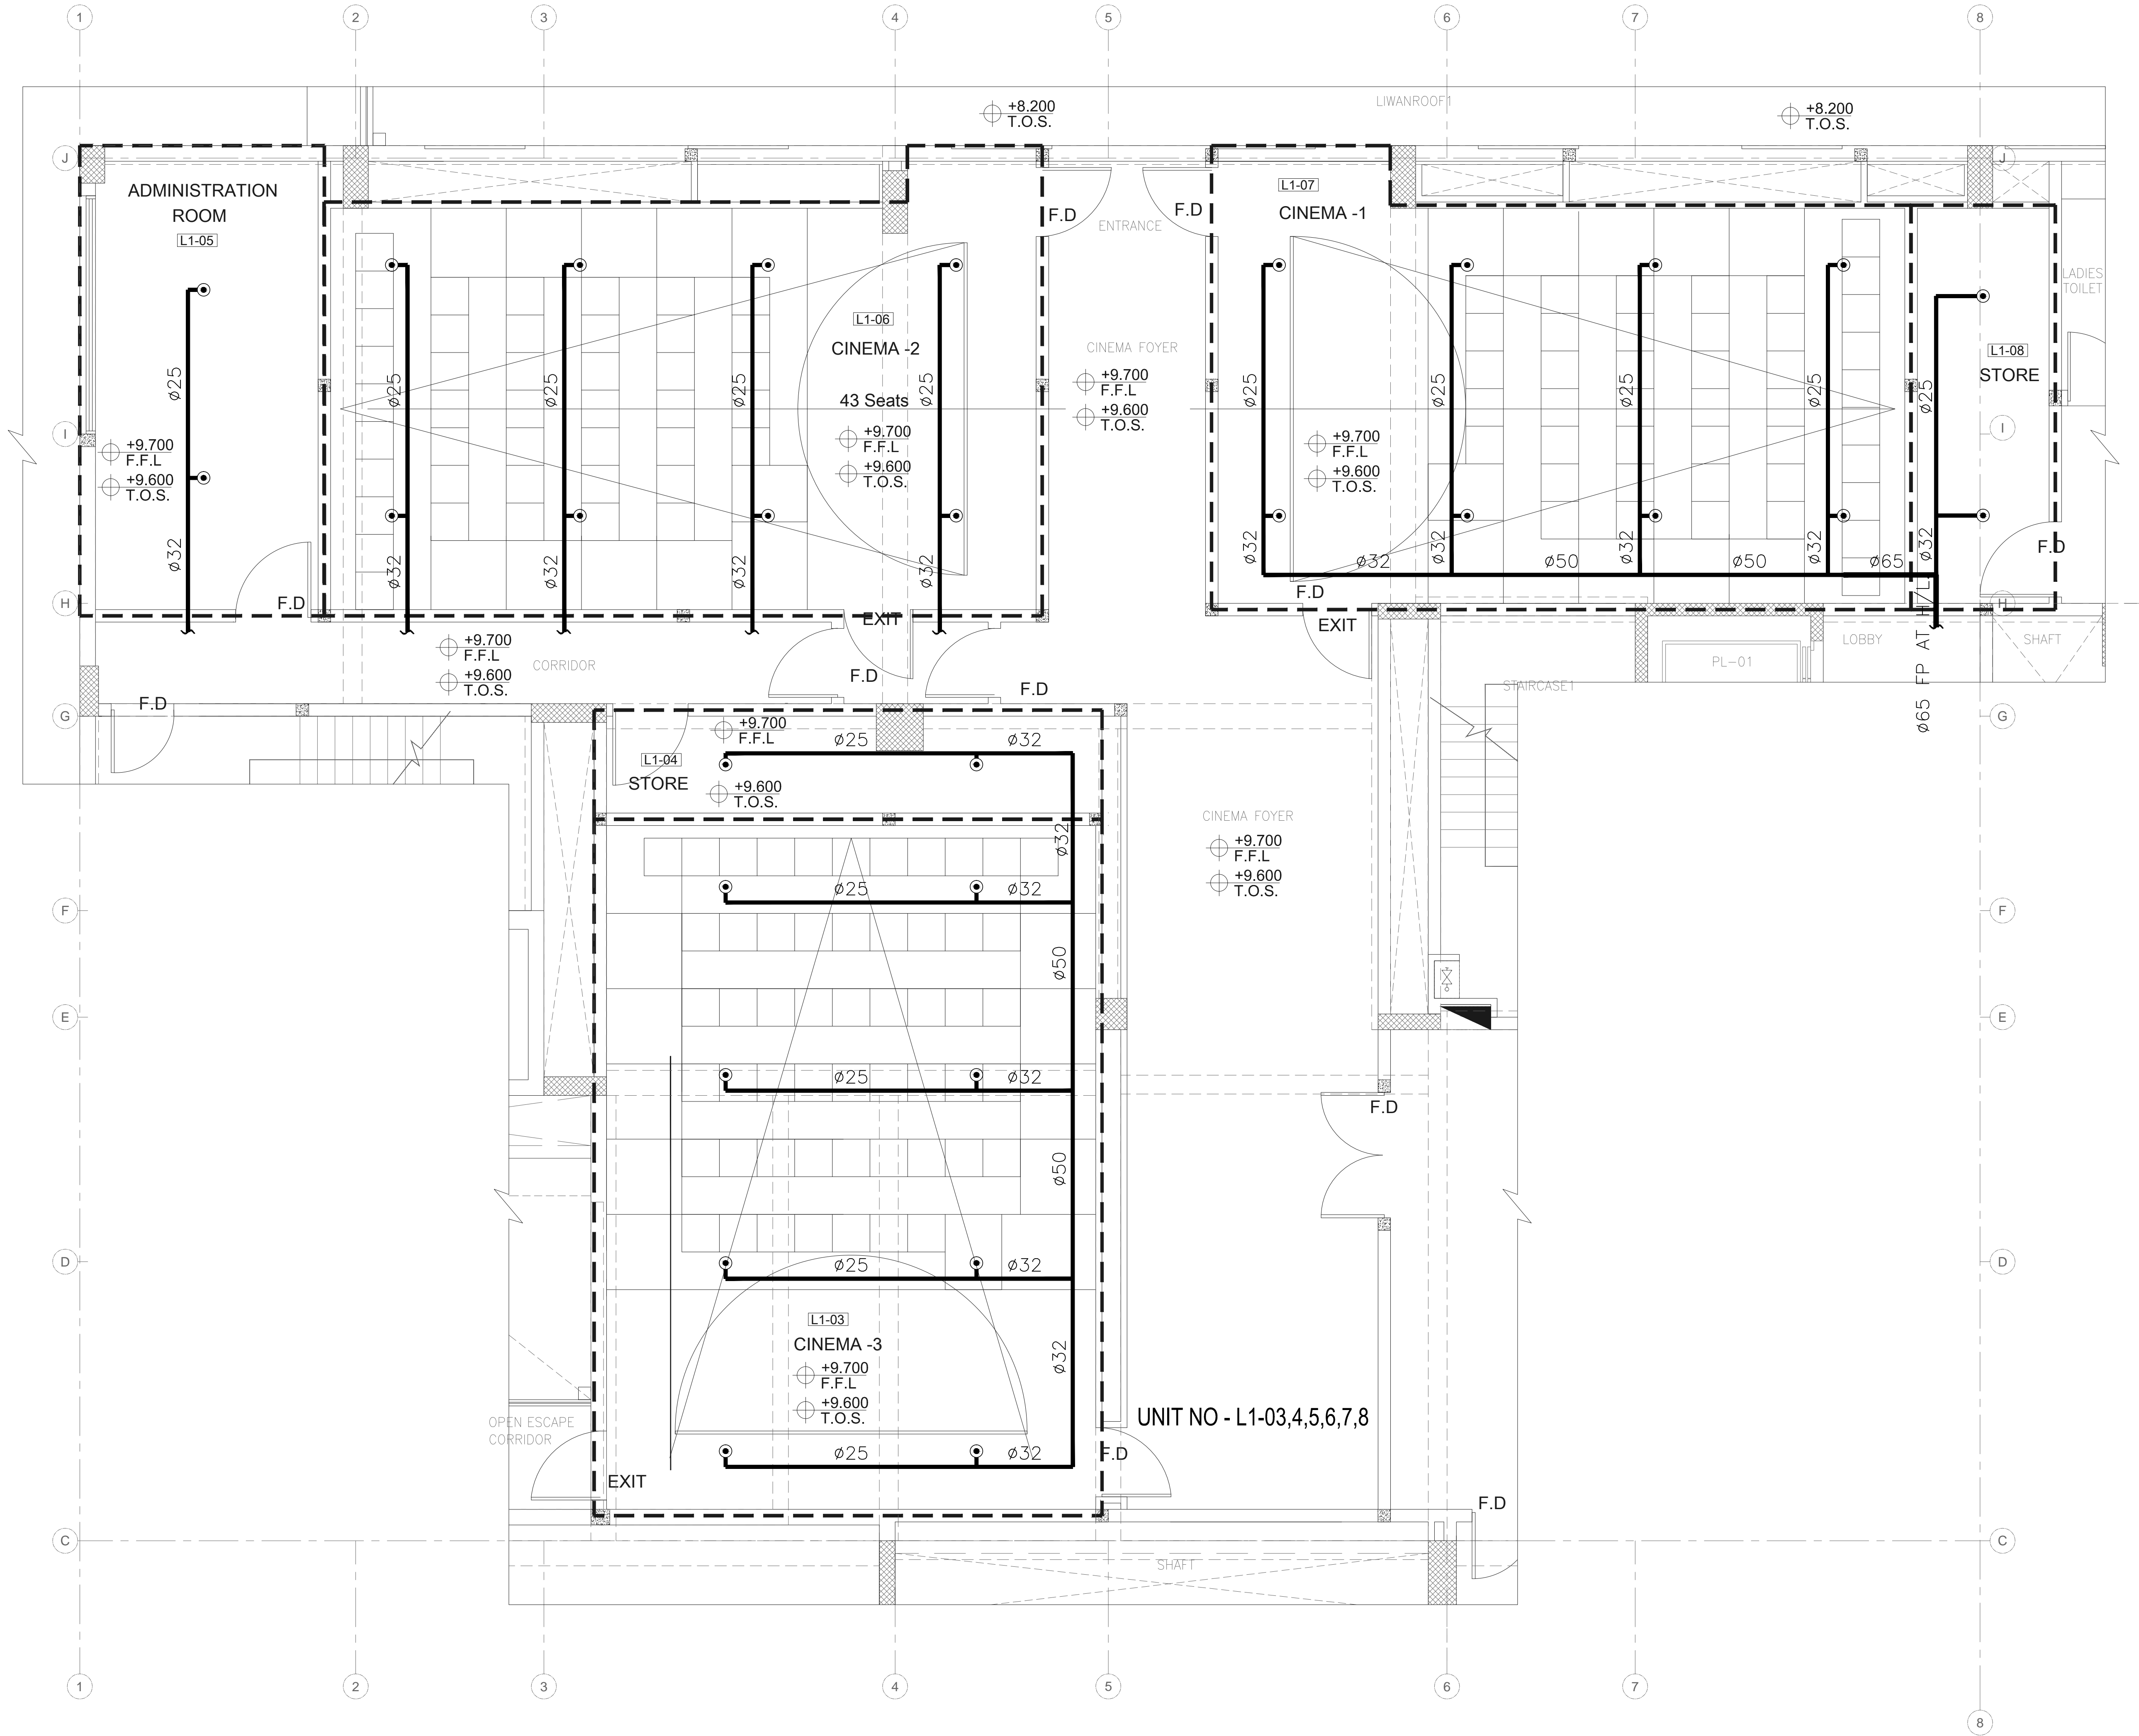 1
2
3
4
5
6
7
8
+8.200
T.O.S.
LIWANROOF1
+8.200
T.O.S.
J
J
ADMINISTRATION
ROOM
L1-05
L1-07
CINEMA -1
F.D
F.D
ENTRANCE
LADIES
TOILET
L1-06
CINEMA -2
43 Seats
CINEMA FOYER
+9.700
F.F.L
+9.600
T.O.S.
L1-08
STORE
ø25
ø25
ø25
ø25
ø25
ø25
ø25
ø25
ø25
ø25
I
I
+9.700
F.F.L
+9.600
T.O.S.
+9.700
F.F.L
+9.600
T.O.S.
+9.700
F.F.L
+9.600
T.O.S.
ø32
ø32
ø32
ø32
ø32
ø32
ø32
ø32
ø32
ø32
ø32
ø50
ø50
ø65
F.D
H
H
F.D
F.D
EXIT
EXIT
ø65 FP AT H/L
+9.700
F.F.L
+9.600
T.O.S.
CORRIDOR
F.D
F.D
F.D
PL-01
LOBBY
SHAFT
STAIRCASE1
G
G
+9.700
F.F.L
ø25
ø32
L1-04
STORE
+9.600
T.O.S.
ø32
CINEMA FOYER
+9.700
F.F.L
+9.600
T.O.S.
ø25
ø32
F
F
ø50
E
E
ø25
ø32
F.D
ø50
D
D
ø25
ø32
L1-03
CINEMA -3
+9.700
F.F.L
+9.600
T.O.S.
ø32
UNIT NO - L1-03,4,5,6,7,8
OPEN ESCAPE
CORRIDOR
ø25
ø32
F.D
EXIT
F.D
C
C
SHAFT
1
2
3
4
5
6
7
8